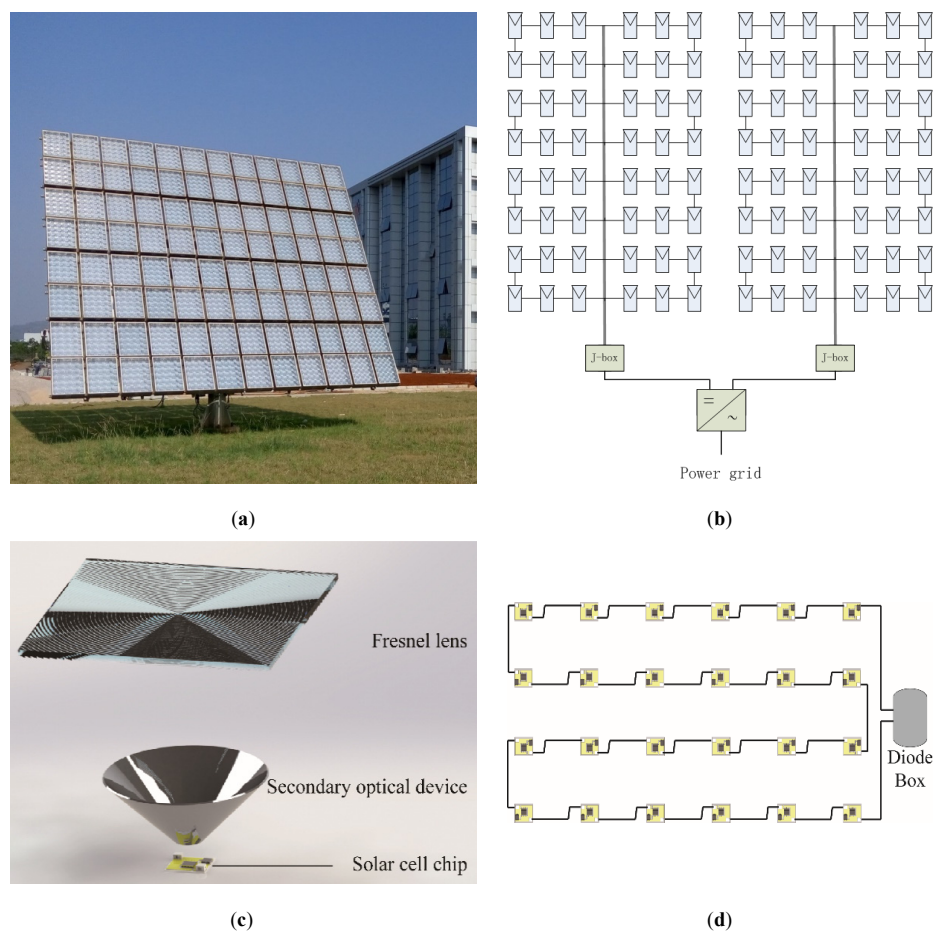 J-box
J-box
=
~
Power grid
(a)
(b)
Fresnel lens
Secondary optical device
Solar cell chip
Diode
Box
(c)
(d)